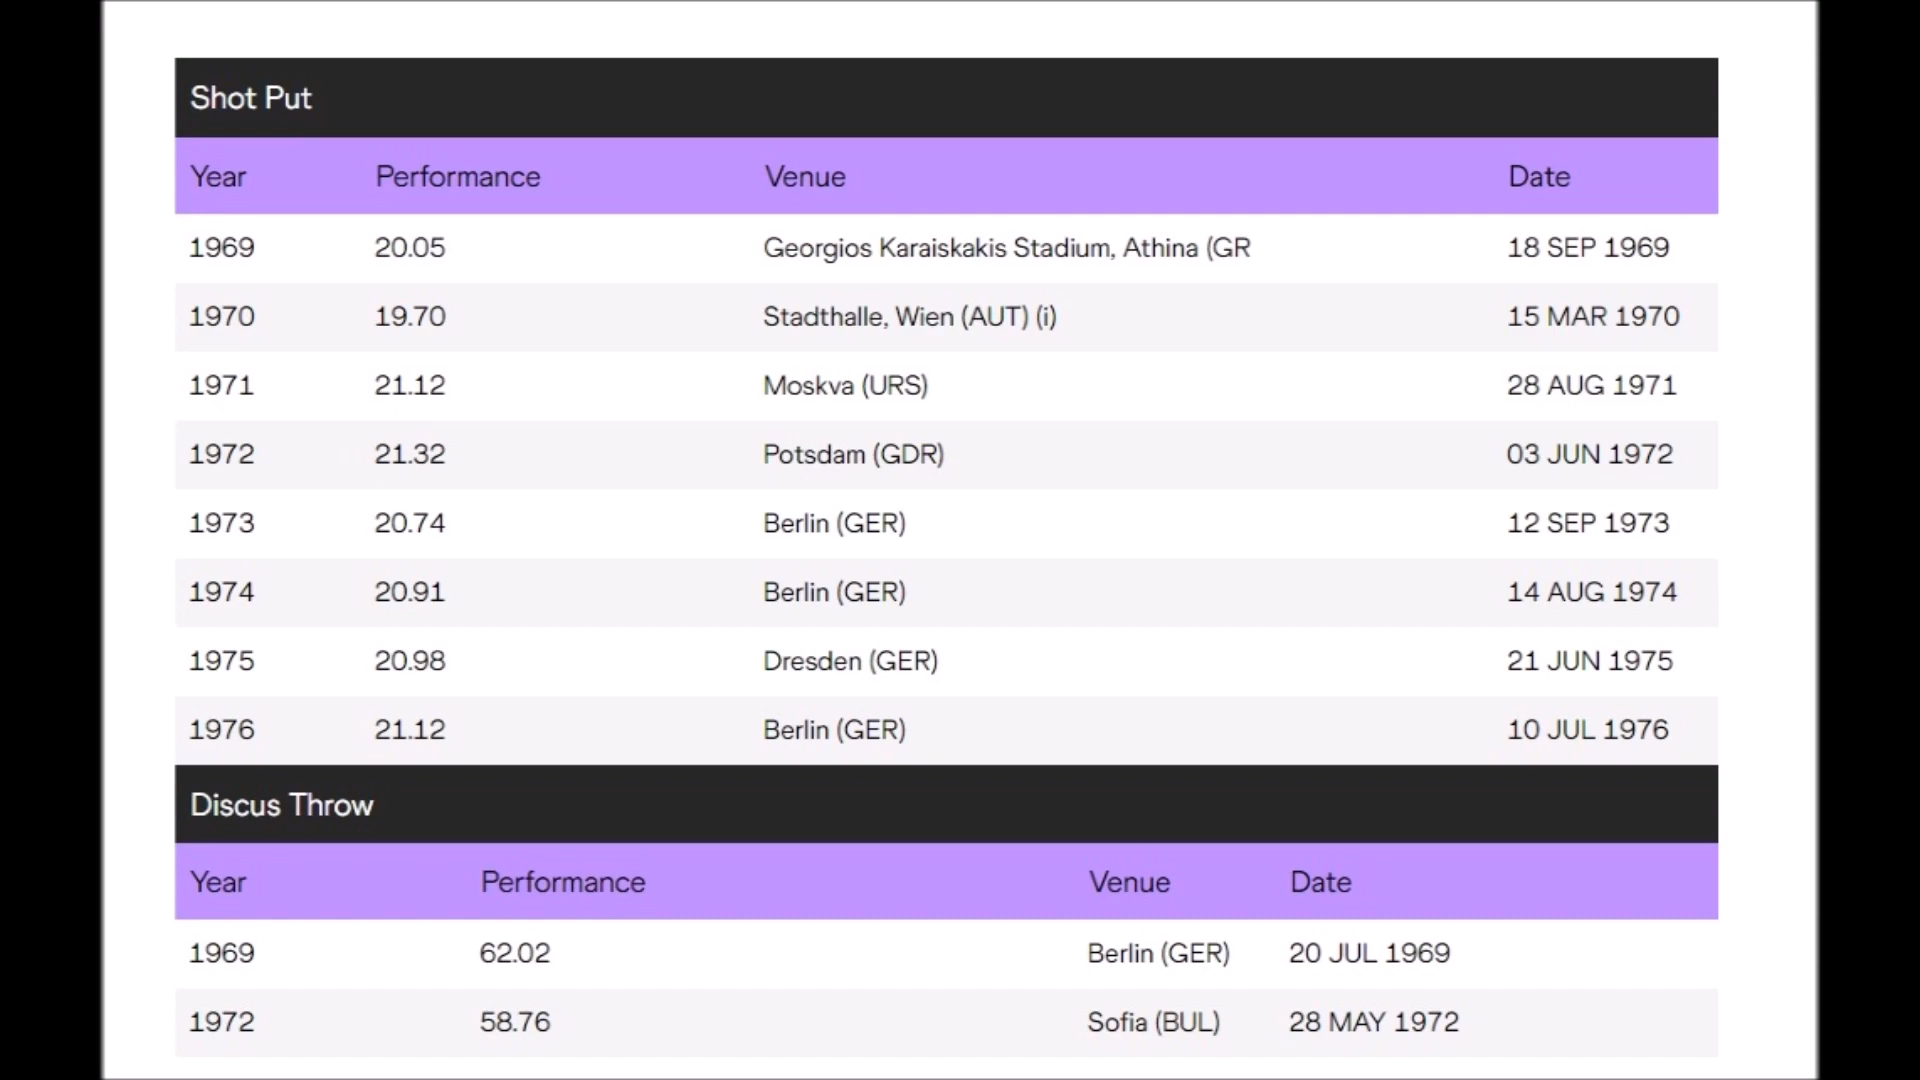 Shot Put
Year Performance Venue Date
1969 20.05 Georgios Karaiskakis Stadium, Athina (GR 18 SEP 1969
1970 19.70 Stadthalle, Wien (AUT) (i) 15 MAR 1970
1971 21.12 Moskva (URS) 28 AUG 1971
1972 21.32 Potsdam (GDR) 03 JUN 1972
1973 20.74 Berlin (GER) 12 SEP 1973
1974 20.91 Berlin (GER) 14 AUG 1974
1975 20.98 Dresden (GER) 21 JUN 1975
1976 21.12 Berlin (GER) 10 JUL 1976
Discus Throw
Year Performance Venue Date
1969 62.02 Berlin (GER) 20 JUL 1969
1972 58.76 Sofia (BUL) 28 MAY 1972